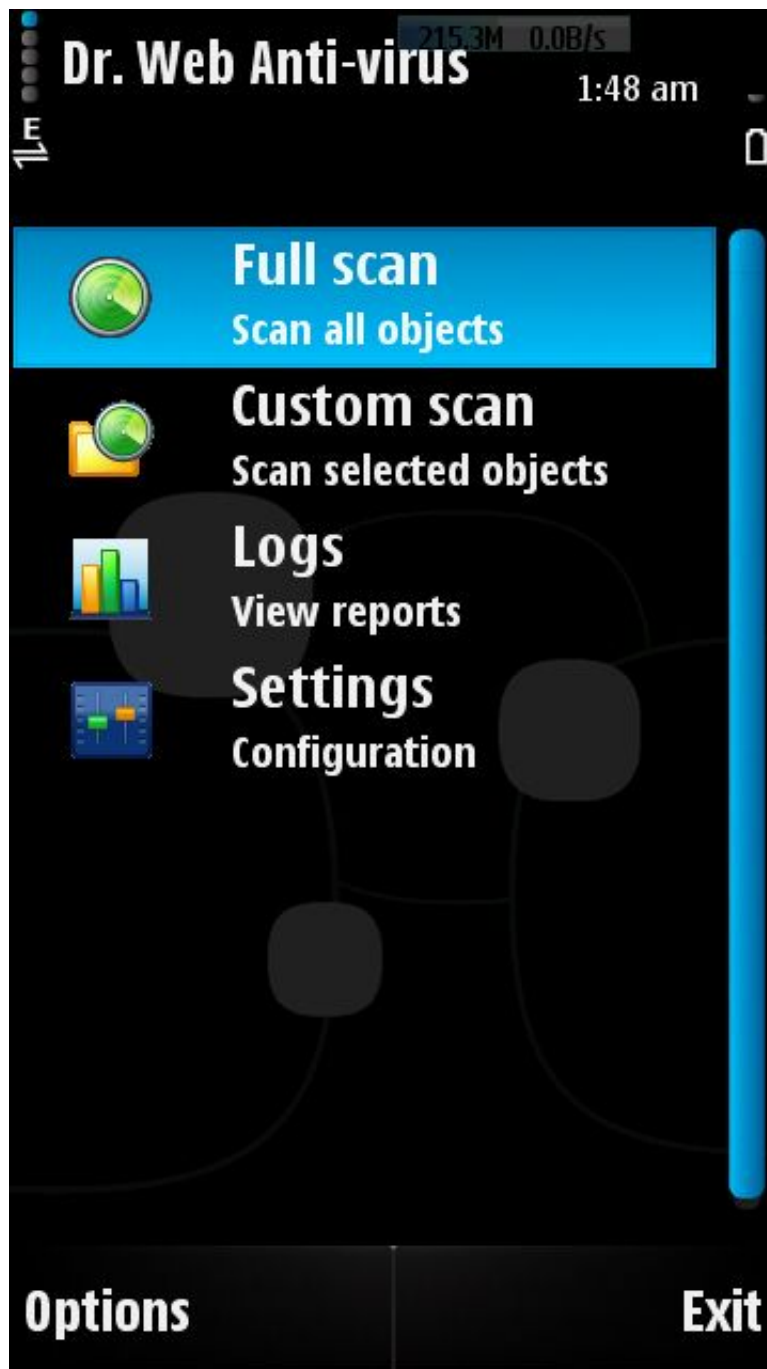 215.3M 0.0B/s
Dr. Web Anti-virus
1:48 am
E
Full scan
Scan all objects
Custom scan
Scan selected objects
Logs
View reports
Settings
Configuration
Options
Exit